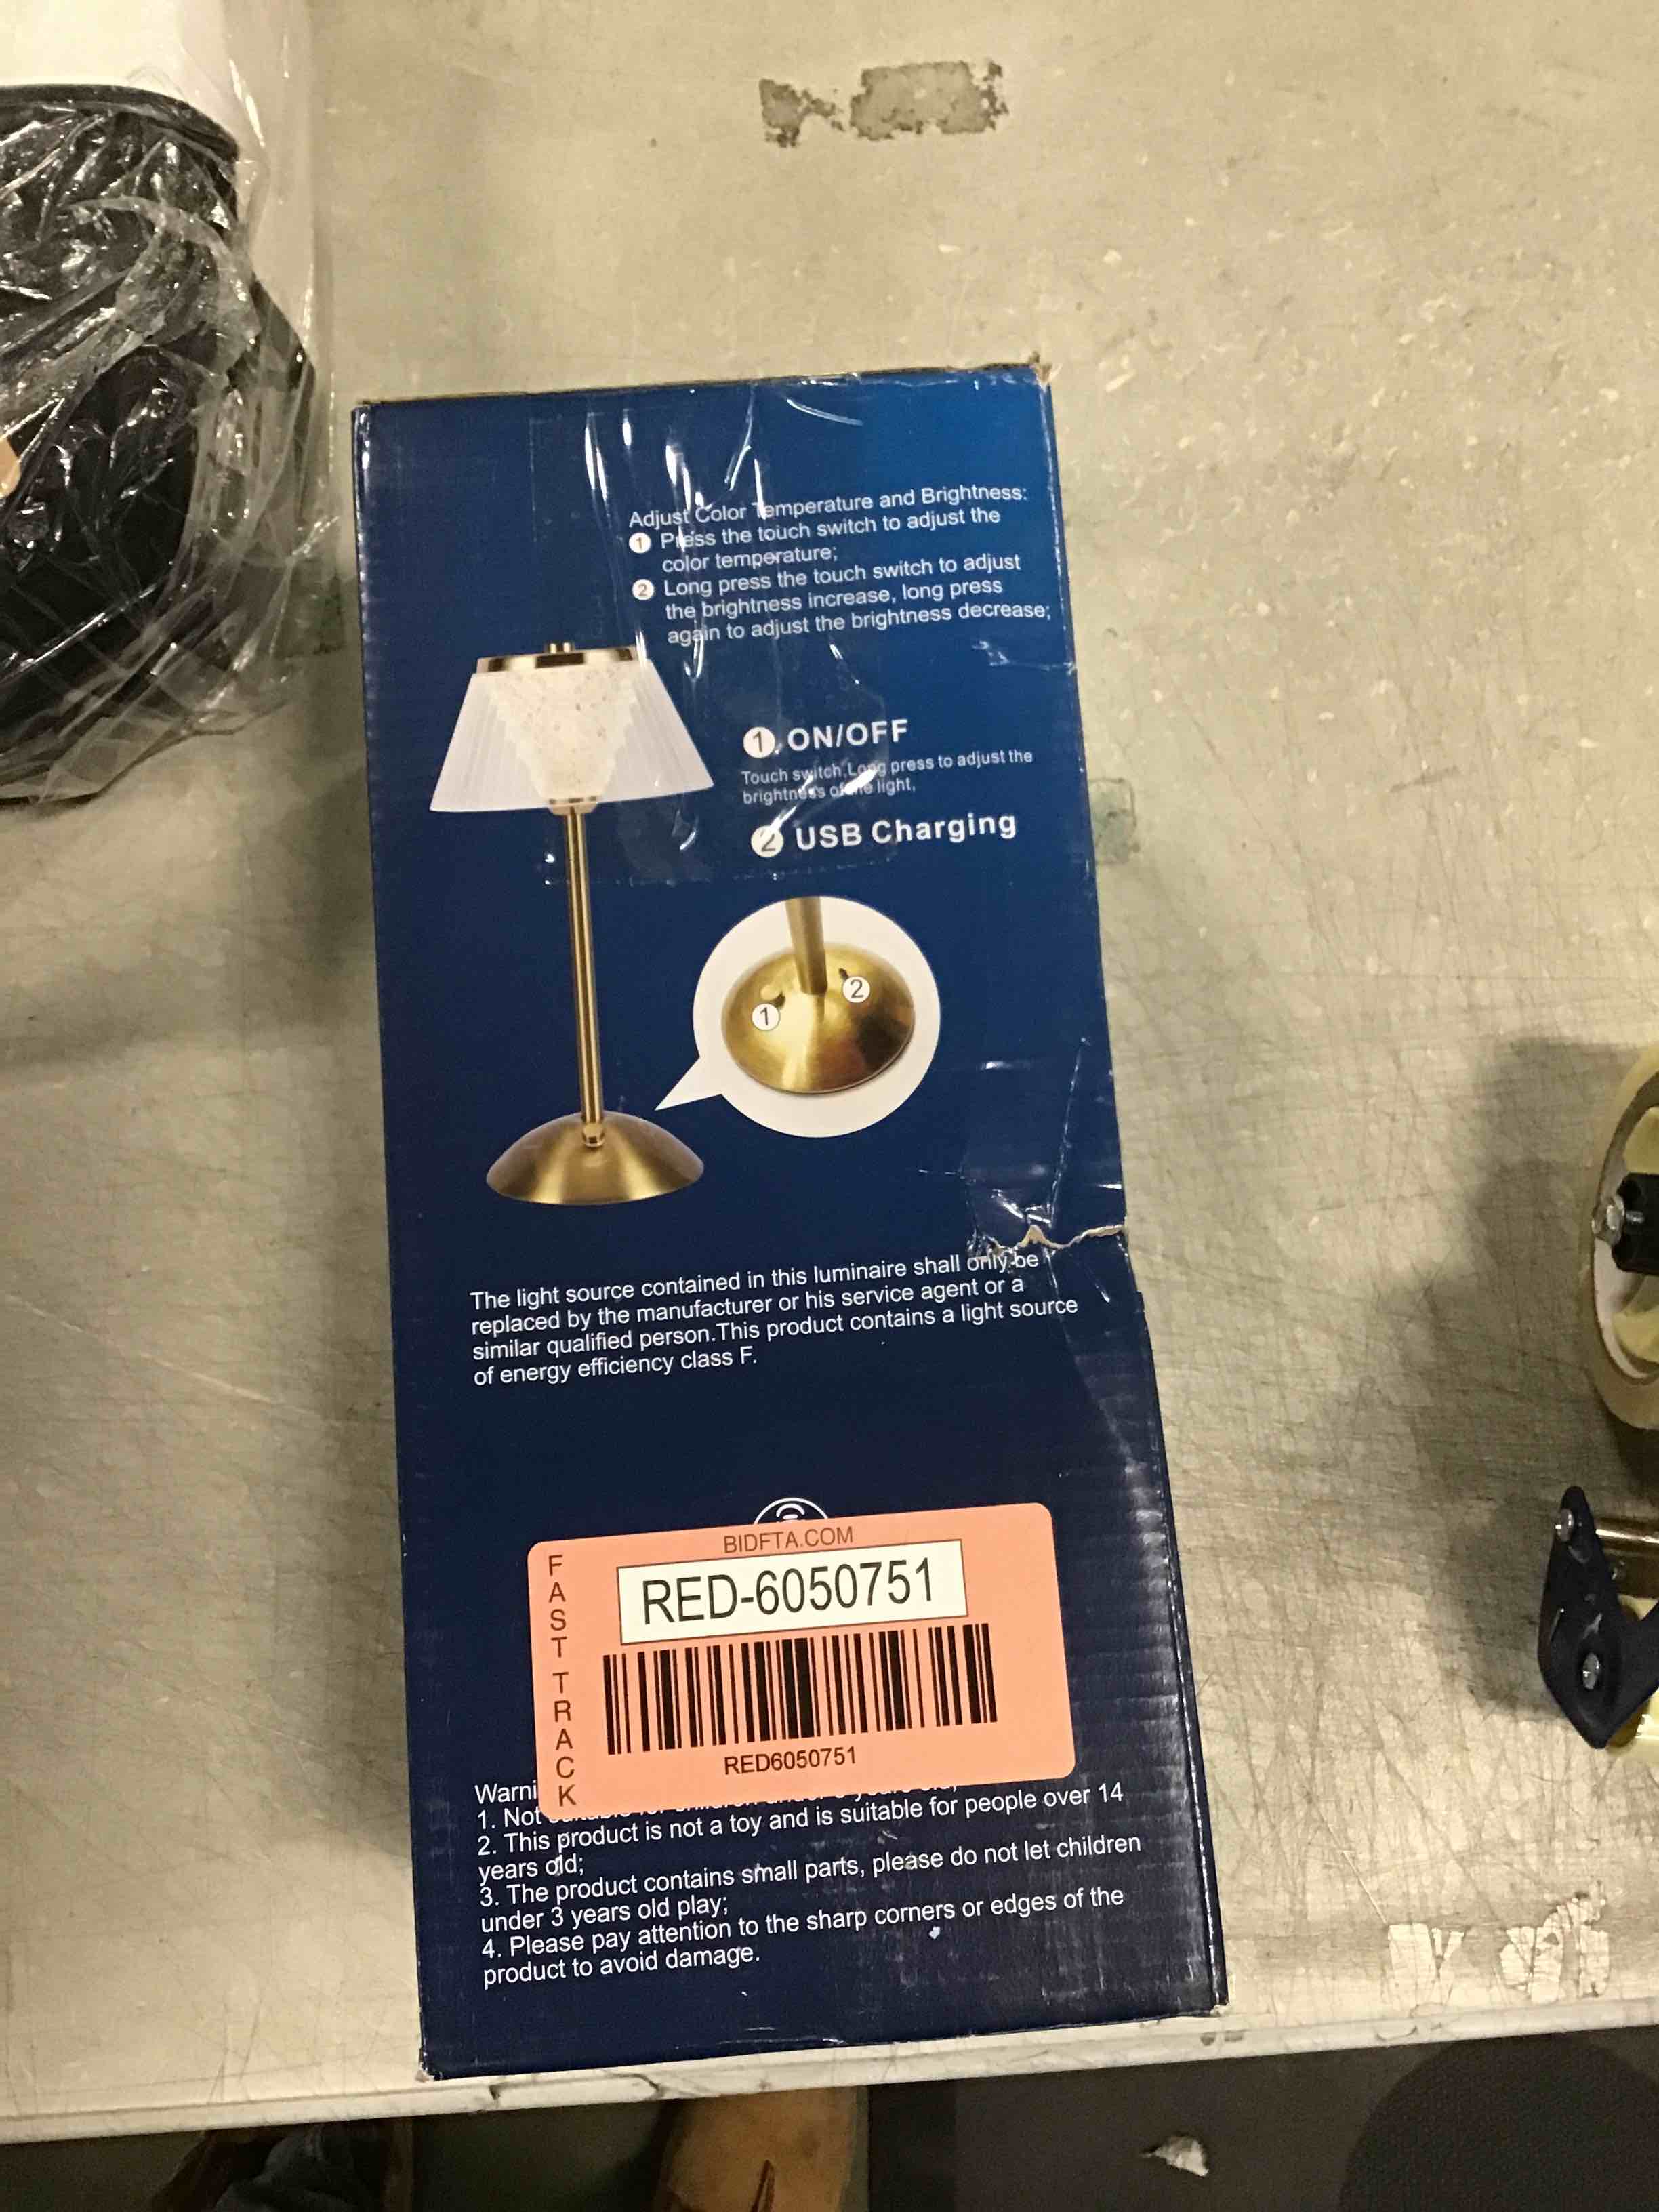 Adjust Color Temperature and Brightness:
1 Press the touch switch to adjust the
color temperature;
2 Long press the touch switch to adjust
the brightness increase, long press
again to adjust the brightness decrease;
1. ON/OFF
Touch switch.Long press to adjust the
brightness of the light,
2 USB Charging
1
2
The light source contained in this luminaire shall only be
replaced by the manufacturer or his service agent or a
similar qualified person.This product contains a light source
of energy efficiency class F.
BIDFTA.COM
FAST TRACK
RED-6050751
RED6050751
Warni
1. Not
2. This product is not a toy and is suitable for people over 14
years old;
3. The product contains small parts, please do not let children
under 3 years old play;
4. Please pay attention to the sharp corners or edges of the
product to avoid damage.